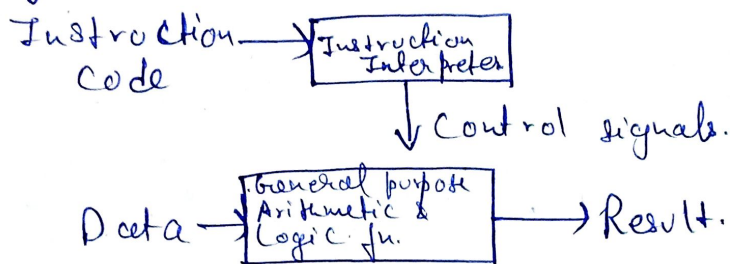 Instruction
Code
Instruction
Interpreter
Control signals.
General purpose
Arithmetic &
Logic fn.
Data
Result.